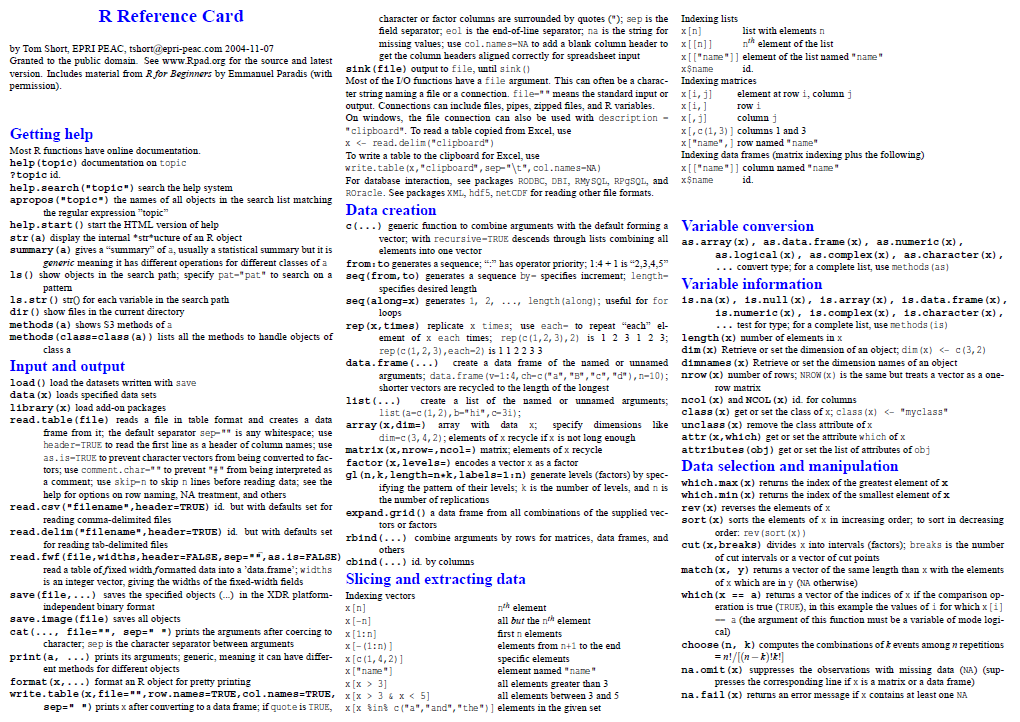 R Reference Card
by Tom Short, EPRI PEAC, tshort@epri-peac.com 2004-11-07
Granted to the public domain. See www.Rpad.org for the source and latest
version. Includes material from R for Beginners by Emmanuel Paradis (with
permission).
Getting help
Most R functions have online documentation.
help(topic) documentation on topic
?topic id.
help.search("topic") search the help system
apropos("topic") the names of all objects in the search list matching
the regular expression "topic"
help.start() start the HTML version of help
str(a) display the internal *str*ucture of an R object
summary(a) gives a "summary" of a, usually a statistical summary but it is
generic meaning it has different operations for different classes of a
ls() show objects in the search path; specify pat="pat" to search on a
pattern
ls.str() str() for each variable in the search path
dir() show files in the current directory
methods(a) shows S3 methods of a
methods(class=class(a)) lists all the methods to handle objects of
class a
Input and output
load() load the datasets written with save
data(x) loads specified data sets
library(x) load add-on packages
read.table(file) reads a file in table format and creates a data
frame from it; the default separator sep="" is any whitespace; use
header=TRUE to read the first line as a header of column names; use
as.is=TRUE to prevent character vectors from being converted to fac-
tors; use comment.char="" to prevent "#" from being interpreted as
a comment; use skip=n to skip n lines before reading data; see the
help for options on row naming, NA treatment, and others
read.csv("filename",header=TRUE) id. but with defaults set for
reading comma-delimited files
read.delim("filename",header=TRUE) id. but with defaults set
for reading tab-delimited files
read.fwf(file,widths,header=FALSE,sep="",as.is=FALSE)
read a table of fixed width formatted data into a 'data.frame'; widths
is an integer vector, giving the widths of the fixed-width fields
save(file,...) saves the specified objects (...) in the XDR platform-
independent binary format
save.image(file) saves all objects
cat(..., file="", sep=" ") prints the arguments after coercing to
character; sep is the character separator between arguments
print(a, ...) prints its arguments; generic, meaning it can have differ-
ent methods for different objects
format(x,...) format an R object for pretty printing
write.table(x,file="",row.names=TRUE,col.names=TRUE,
sep=" ") prints x after converting to a data frame; if quote is TRUE,
character or factor columns are surrounded by quotes ("); sep is the
field separator; eol is the end-of-line separator; na is the string for
missing values; use col.names=NA to add a blank column header to
get the column headers aligned correctly for spreadsheet input
sink(file) output to file, until sink()
Most of the I/O functions have a file argument. This can often be a charac-
ter string naming a file or a connection. file="" means the standard input or
output. Connections can include files, pipes, zipped files, and R variables.
On windows, the file connection can also be used with description =
"clipboard". To read a table copied from Excel, use
x <- read.delim("clipboard")
To write a table to the clipboard for Excel, use
write.table(x,"clipboard",sep="\t",col.names=NA)
For database interaction, see packages RODBC, DBI, RMySQL, RPgSQL, and
ROracle. See packages XML, hdf5, netCDF for reading other file formats.
Data creation
c(...) generic function to combine arguments with the default forming a
vector; with recursive=TRUE descends through lists combining all
elements into one vector
from:to generates a sequence; ":" has operator priority; 1:4 + 1 is "2,3,4,5"
seq(from,to) generates a sequence by= specifies increment; length=
specifies desired length
seq(along=x) generates 1, 2, ..., length(along); useful for for
loops
rep(x,times) replicate x times; use each= to repeat "each" el-
ement of x each times; rep(c(1,2,3),2) is 1 2 3 1 2 3;
rep(c(1,2,3),each=2) is 1 1 2 2 3 3
data.frame(...) create a data frame of the named or unnamed
arguments; data.frame(v=1:4,ch=c("a","B","c","d"),n=10);
shorter vectors are recycled to the length of the longest
list(...) create a list of the named or unnamed arguments;
list(a=c(1,2),b="hi",c=3i);
array(x,dim=) array with data x; specify dimensions like
dim=c(3,4,2); elements of x recycle if x is not long enough
matrix(x,nrow=,ncol=) matrix; elements of x recycle
factor(x,levels=) encodes a vector x as a factor
gl(n,k,length=n*k,labels=1:n) generate levels (factors) by spec-
ifying the pattern of their levels; k is the number of levels, and n is
the number of replications
expand.grid() a data frame from all combinations of the supplied vec-
tors or factors
rbind(...) combine arguments by rows for matrices, data frames, and
others
cbind(...) id. by columns
Slicing and extracting data
Indexing vectors
x[n] nth element
x[-n] all but the nth element
x[1:n] first n elements
x[-(1:n)] elements from n+1 to the end
x[c(1,4,2)] specific elements
x["name"] element named "name"
x[x > 3] all elements greater than 3
x[x > 3 & x < 5] all elements between 3 and 5
x[x %in% c("a","and","the")] elements in the given set
Indexing lists
x[n] list with elements n
x[[n]] nth element of the list
x[["name"]] element of the list named "name"
x$name id.
Indexing matrices
x[i,j] element at row i, column j
x[i,] row i
x[,j] column j
x[,c(1,3)] columns 1 and 3
x["name",] row named "name"
Indexing data frames (matrix indexing plus the following)
x[["name"]] column named "name"
x$name id.
Variable conversion
as.array(x), as.data.frame(x), as.numeric(x),
as.logical(x), as.complex(x), as.character(x),
... convert type; for a complete list, use methods(as)
Variable information
is.na(x), is.null(x), is.array(x), is.data.frame(x),
is.numeric(x), is.complex(x), is.character(x),
... test for type; for a complete list, use methods(is)
length(x) number of elements in x
dim(x) Retrieve or set the dimension of an object; dim(x) <- c(3,2)
dimnames(x) Retrieve or set the dimension names of an object
nrow(x) number of rows; NROW(x) is the same but treats a vector as a one-
row matrix
ncol(x) and NCOL(x) id. for columns
class(x) get or set the class of x; class(x) <- "myclass"
unclass(x) remove the class attribute of x
attr(x,which) get or set the attribute which of x
attributes(obj) get or set the list of attributes of obj
Data selection and manipulation
which.max(x) returns the index of the greatest element of x
which.min(x) returns the index of the smallest element of x
rev(x) reverses the elements of x
sort(x) sorts the elements of x in increasing order; to sort in decreasing
order: rev(sort(x))
cut(x,breaks) divides x into intervals (factors); breaks is the number
of cut intervals or a vector of cut points
match(x, y) returns a vector of the same length than x with the elements
of x which are in y (NA otherwise)
which(x == a) returns a vector of the indices of x if the comparison op-
eration is true (TRUE), in this example the values of i for which x[i]
== a (the argument of this function must be a variable of mode logi-
cal)
choose(n, k) computes the combinations of k events among n repetitions
= n!/[(n − k)!k!]
na.omit(x) suppresses the observations with missing data (NA) (sup-
presses the corresponding line if x is a matrix or a data frame)
na.fail(x) returns an error message if x contains at least one NA